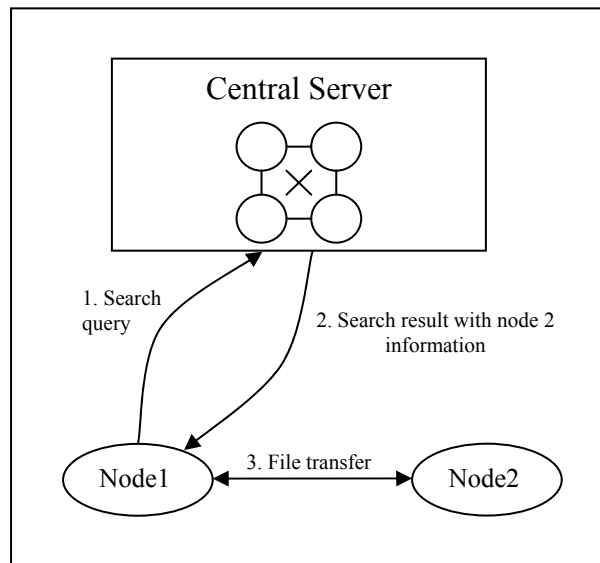 Central Server
1. Search
query
2. Search result with node 2
information
3. File transfer
Node1
Node2